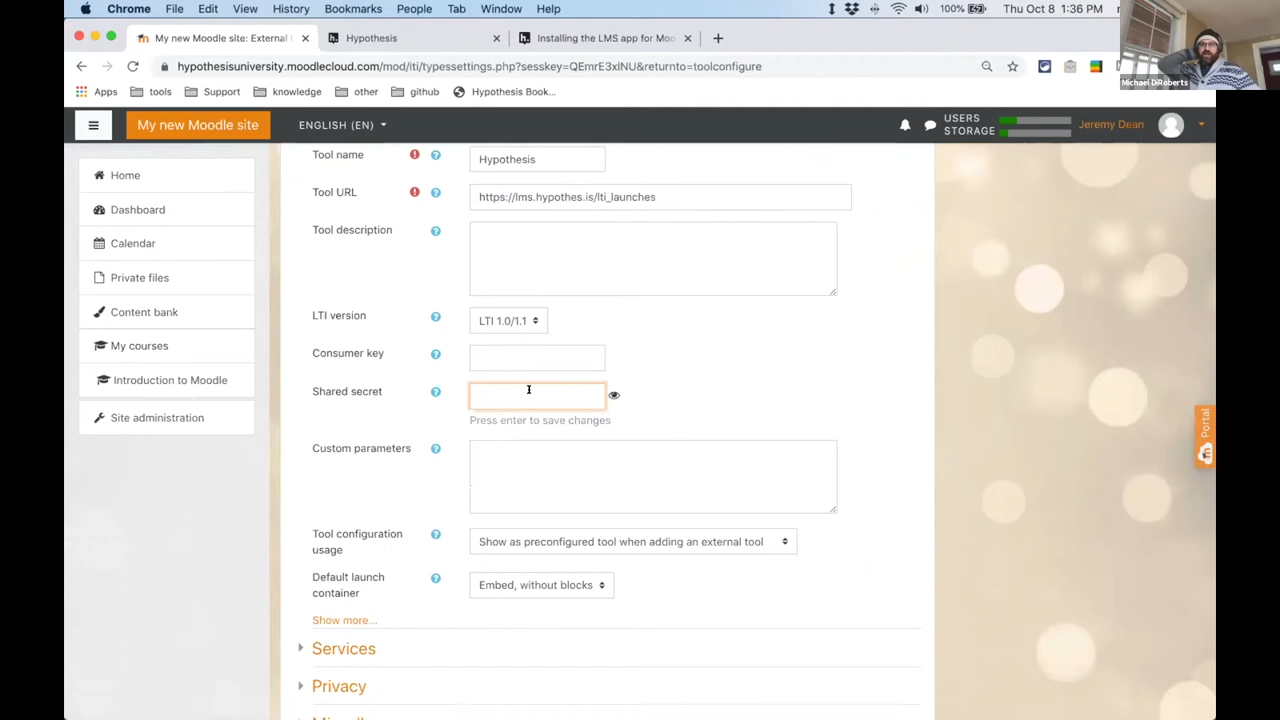 Chrome File Edit View History Bookmarks People Tab Window Help 100% Thu Oct 8 1:36 PM
My new Moodle site: External
Hypothesis
Installing the LMS app for Moo
hypothesisuniversity.moodlecloud.com/mod/lti/typessettings.php?sesskey=QEmrE3xlNU&returnto=toolconfigure
Michael DiRoberts
Apps tools Support knowledge other github Hypothesis Book...
My new Moodle site
ENGLISH (EN)
USERS
STORAGE
Jeremy Dean
Home
Dashboard
Calendar
Private files
Content bank
My courses
Introduction to Moodle
Site administration
Tool name
Hypothesis
Tool URL
https://lms.hypothes.is/lti_launches
Tool description
LTI version
LTI 1.0/1.1
Consumer key
Shared secret
Press enter to save changes
Custom parameters
Tool configuration
usage
Show as preconfigured tool when adding an external tool
Default launch
container
Embed, without blocks
Show more...
Services
Privacy
Portal